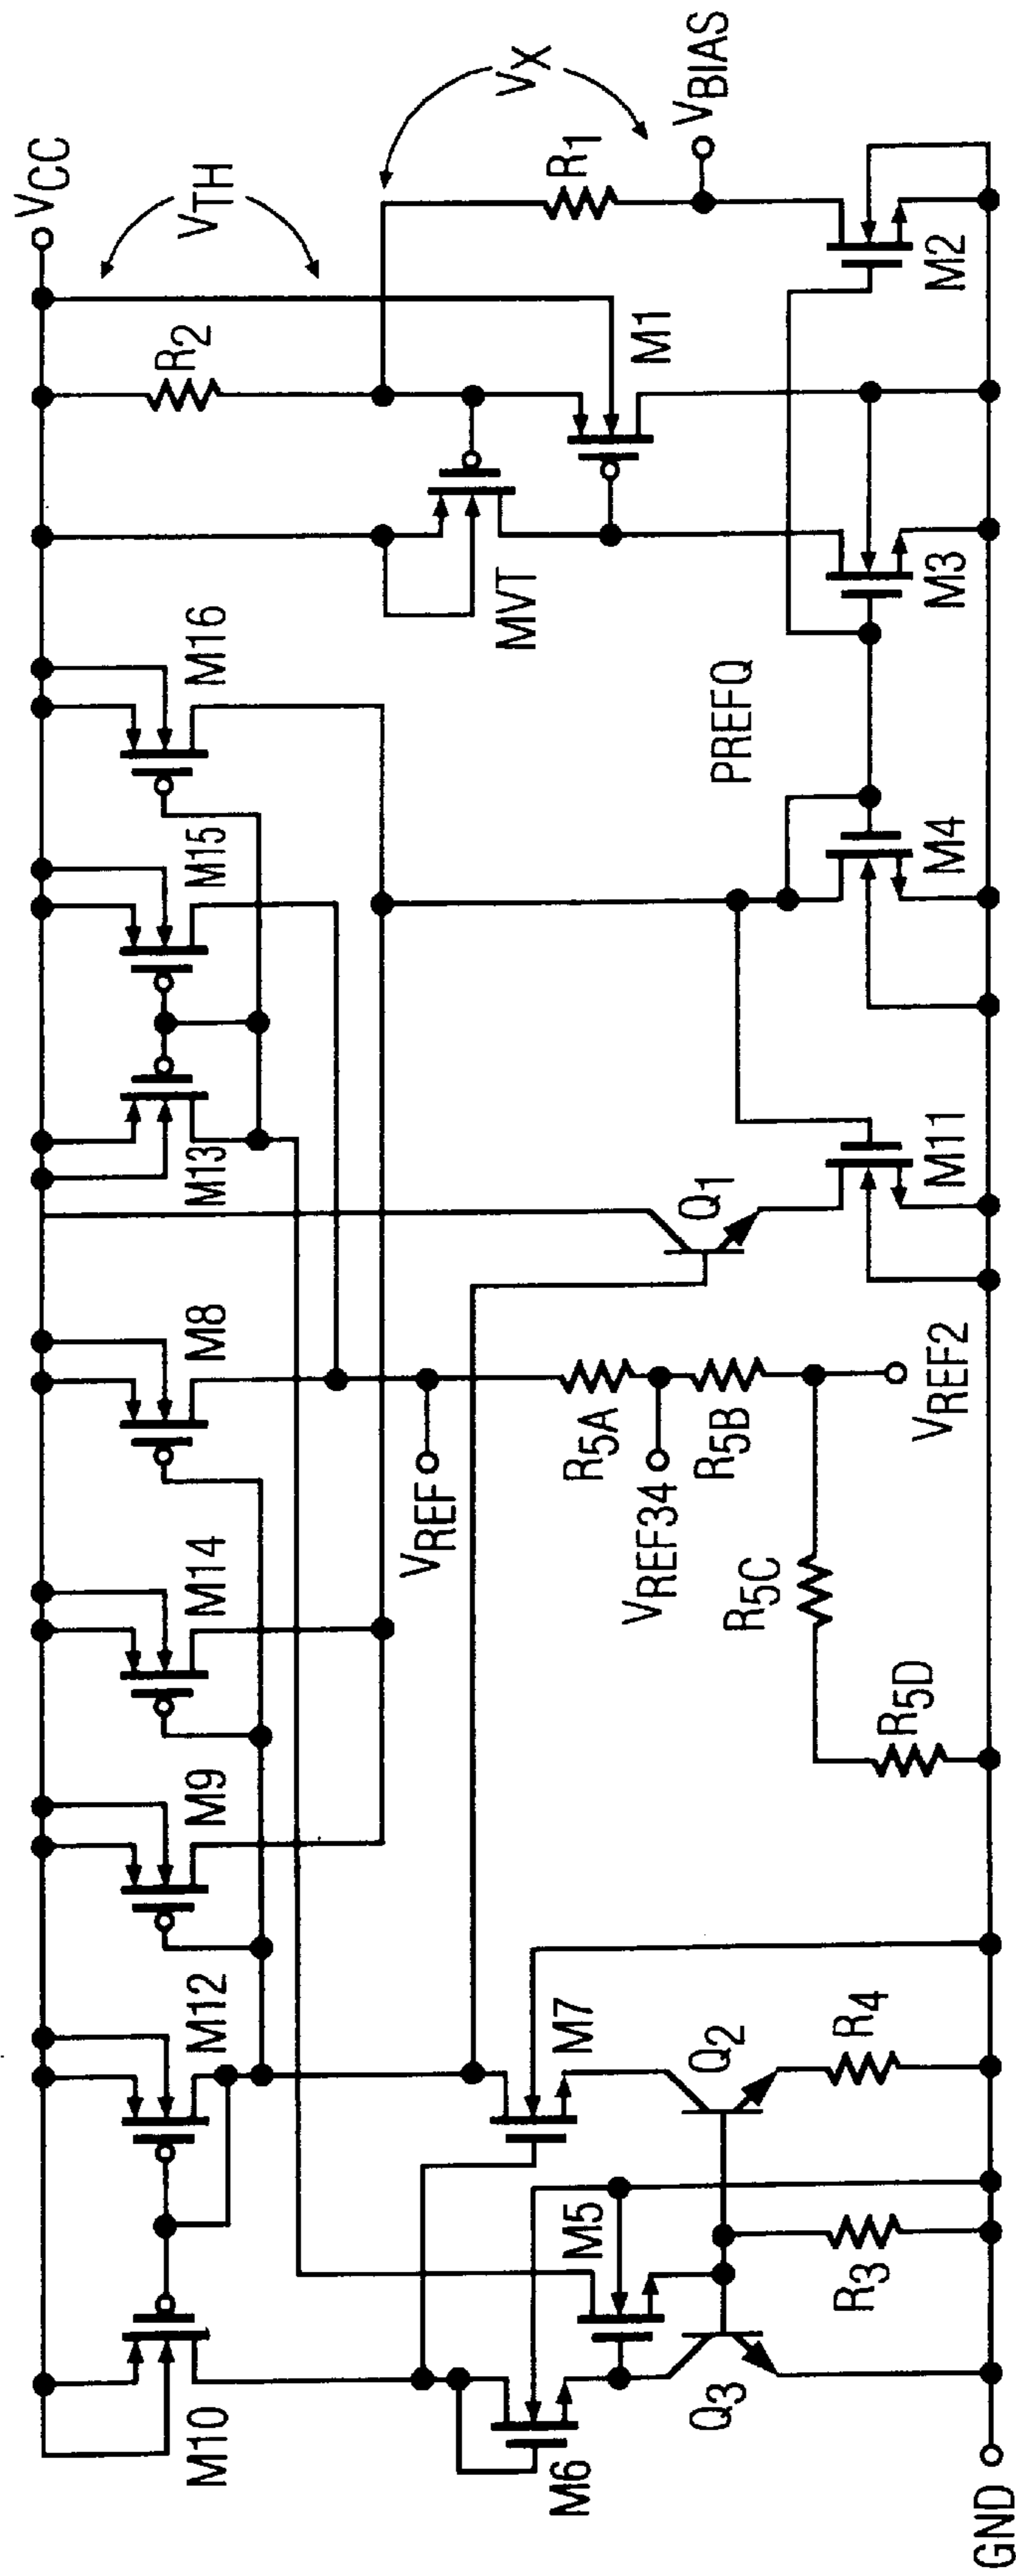 VCC
VTH
VX
R2
R1
VBIAS
M1
M2
MVT
M3
M16
M15
M13
PREFQ
M4
M11
Q1
M8
M14
M9
M12
M10
VREF
R5A
VREF34
R5B
VREF2
R5C
R5D
M7
M5
M6
Q2
Q3
R4
R3
GND